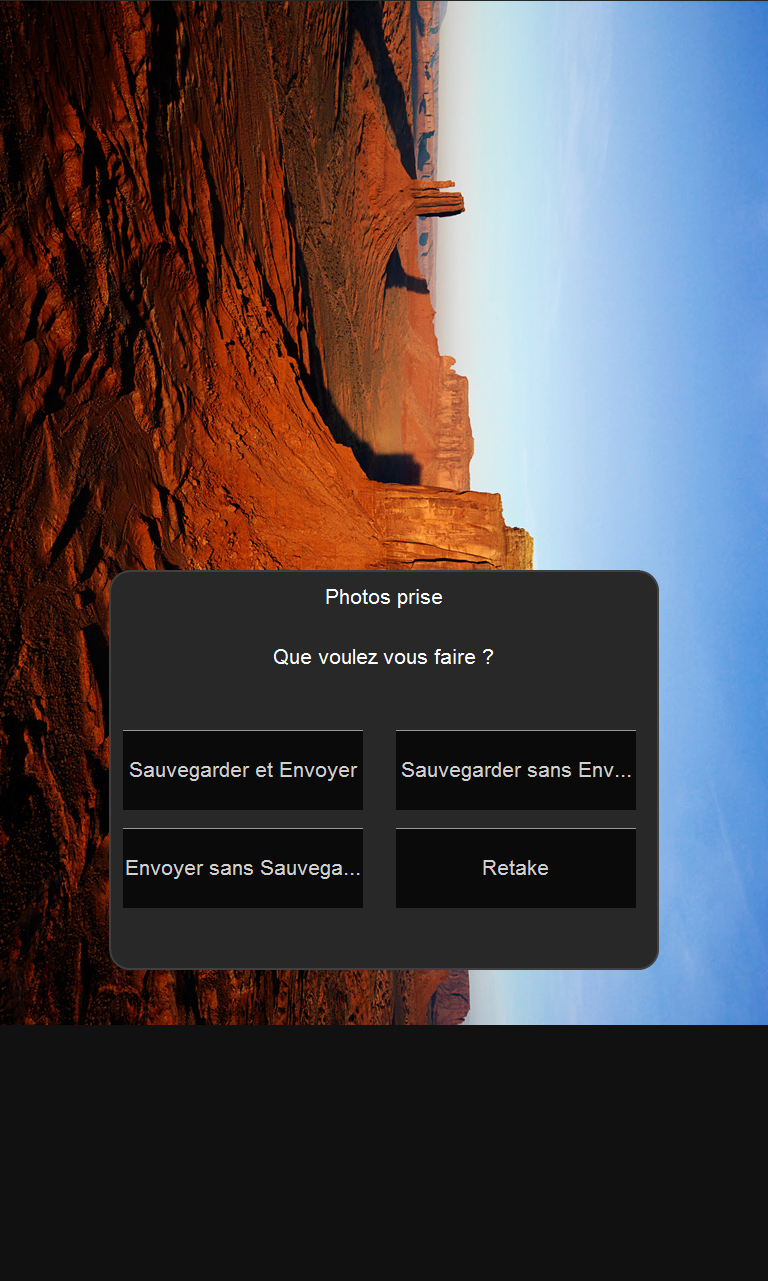 Photos prise
Que voulez vous faire ?
Sauvegarder et Envoyer
Sauvegarder sans Env...
Envoyer sans Sauvega...
Retake